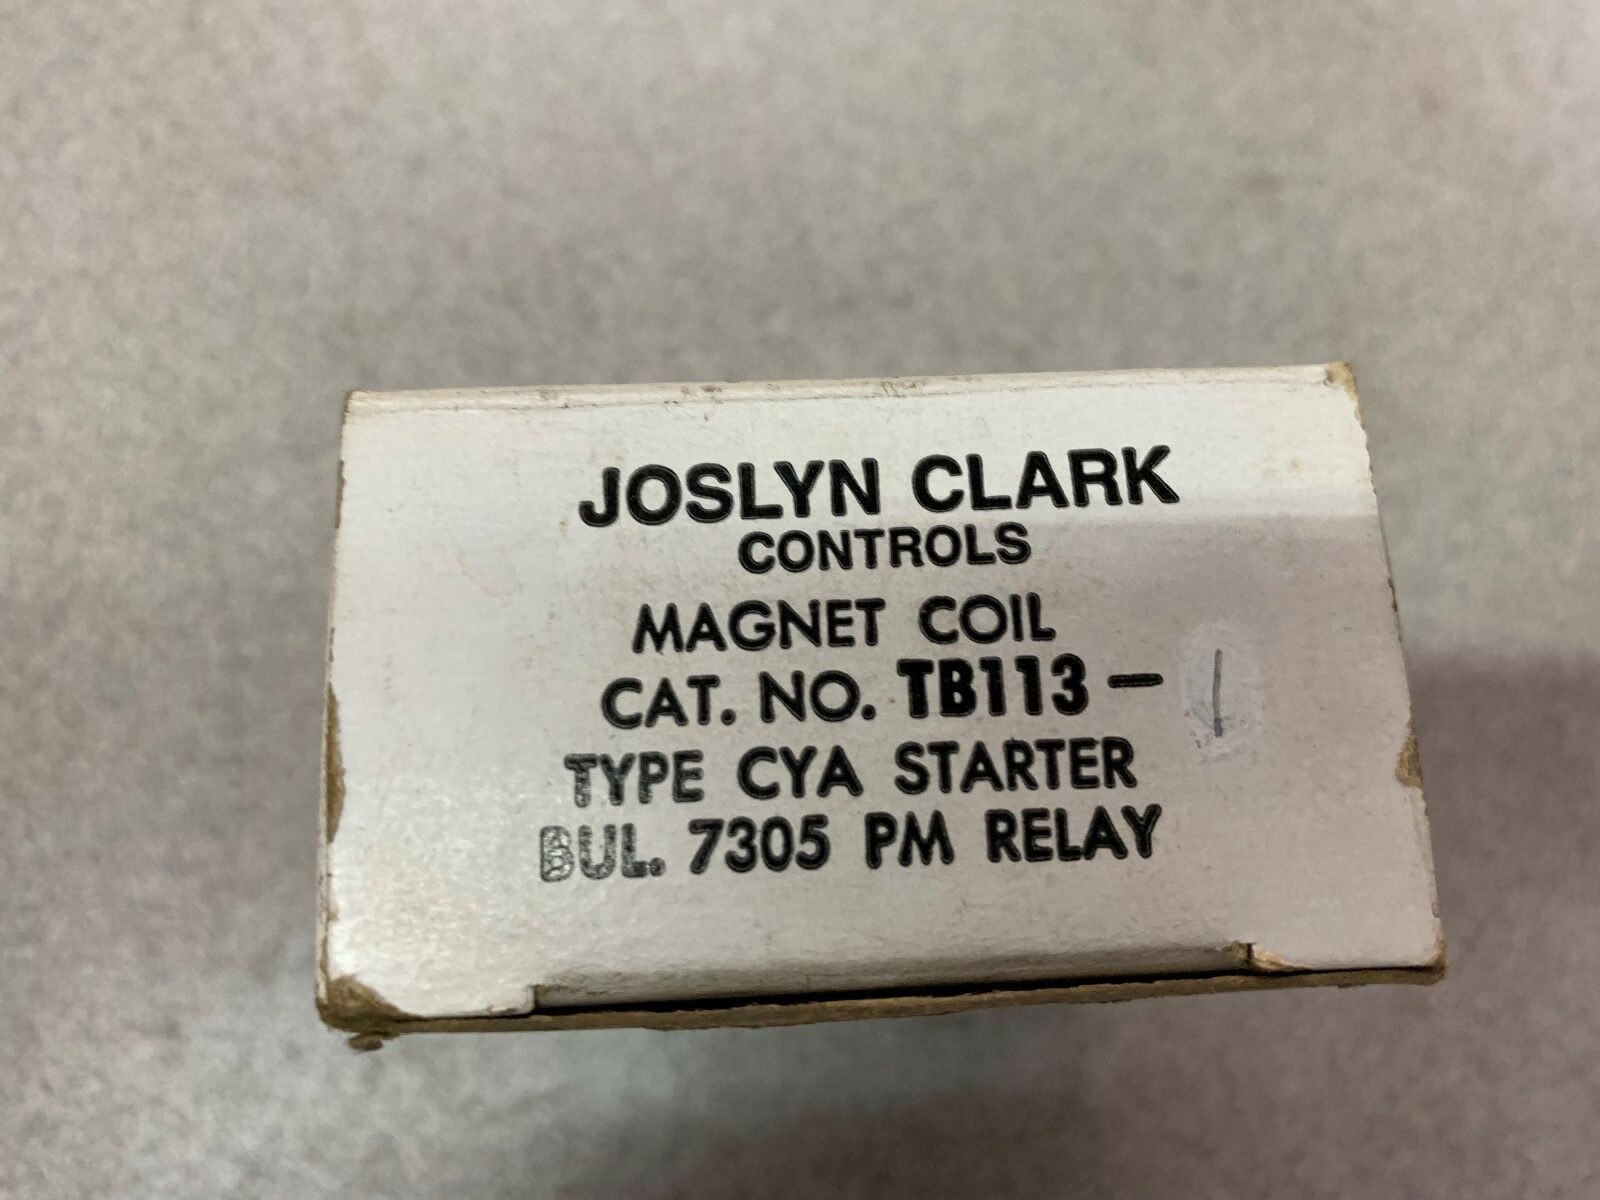 JOSLYN CLARK
CONTROLS
MAGNET COIL
CAT. NO. TB113 - 1
TYPE CYA STARTER
BUL. 7305 PM RELAY